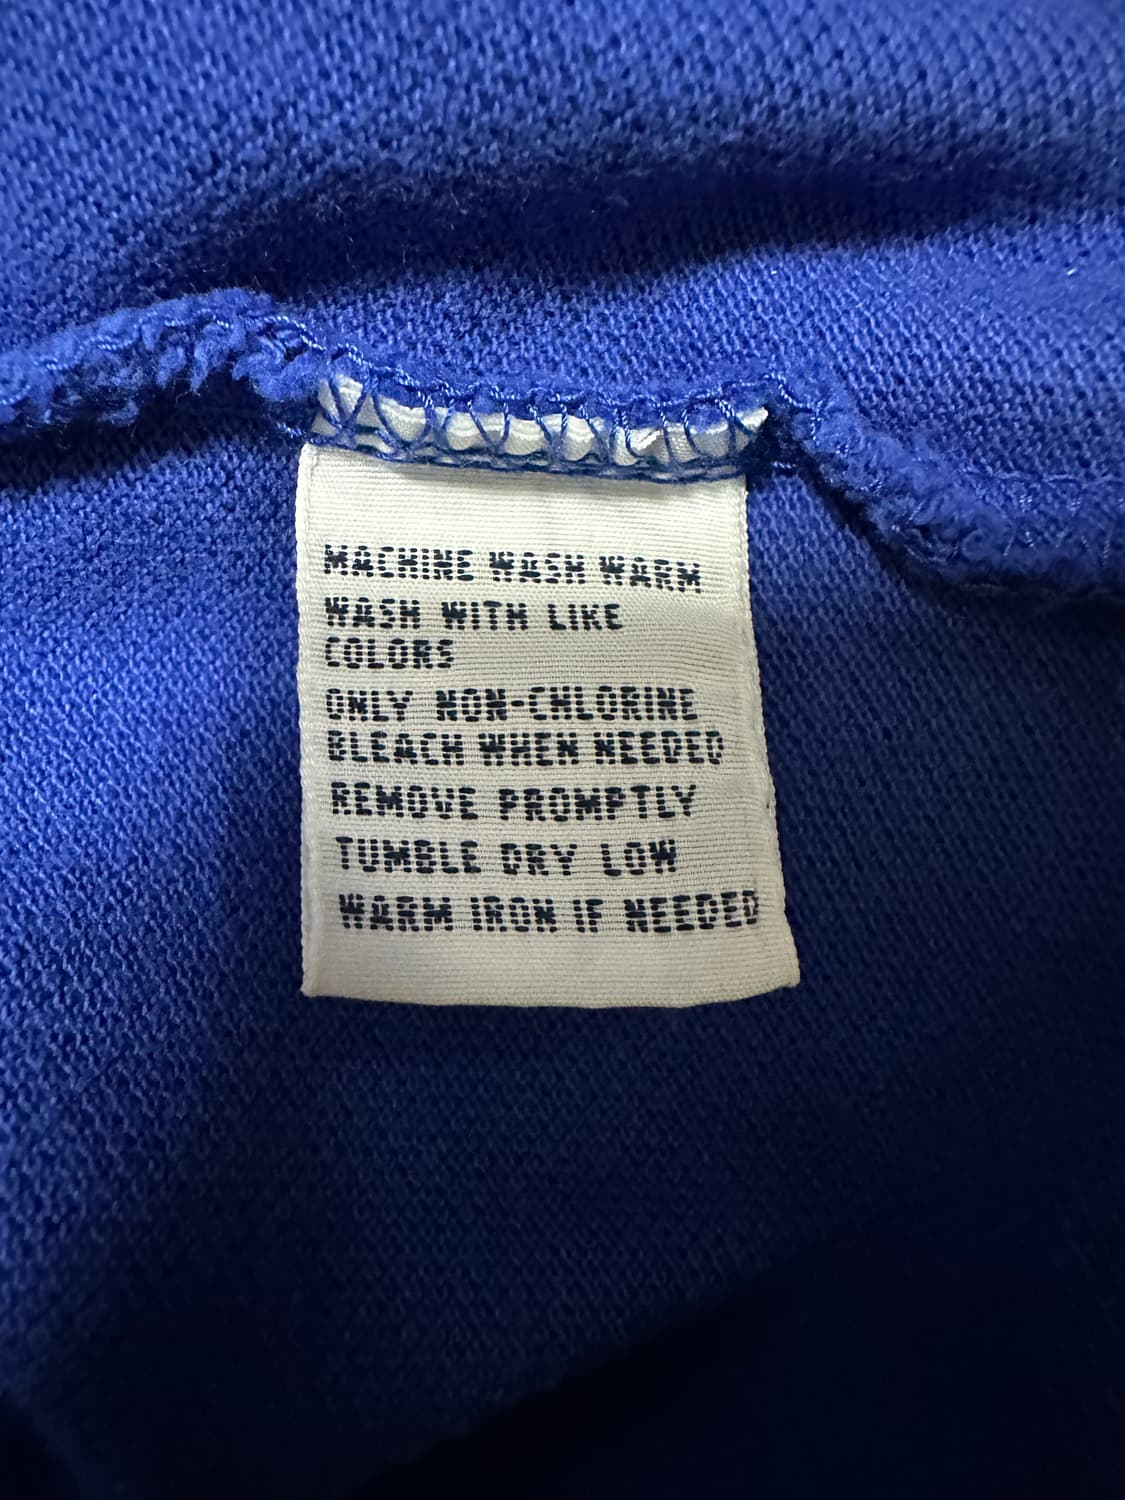 MACHINE WASH WARM
WASH WITH LIKE
COLORS
ONLY NON-CHLORINE
BLEACH WHEN NEEDED
REMOVE PROMPTLY
TUMBLE DRY LOW
WARM IRON IF NEEDED